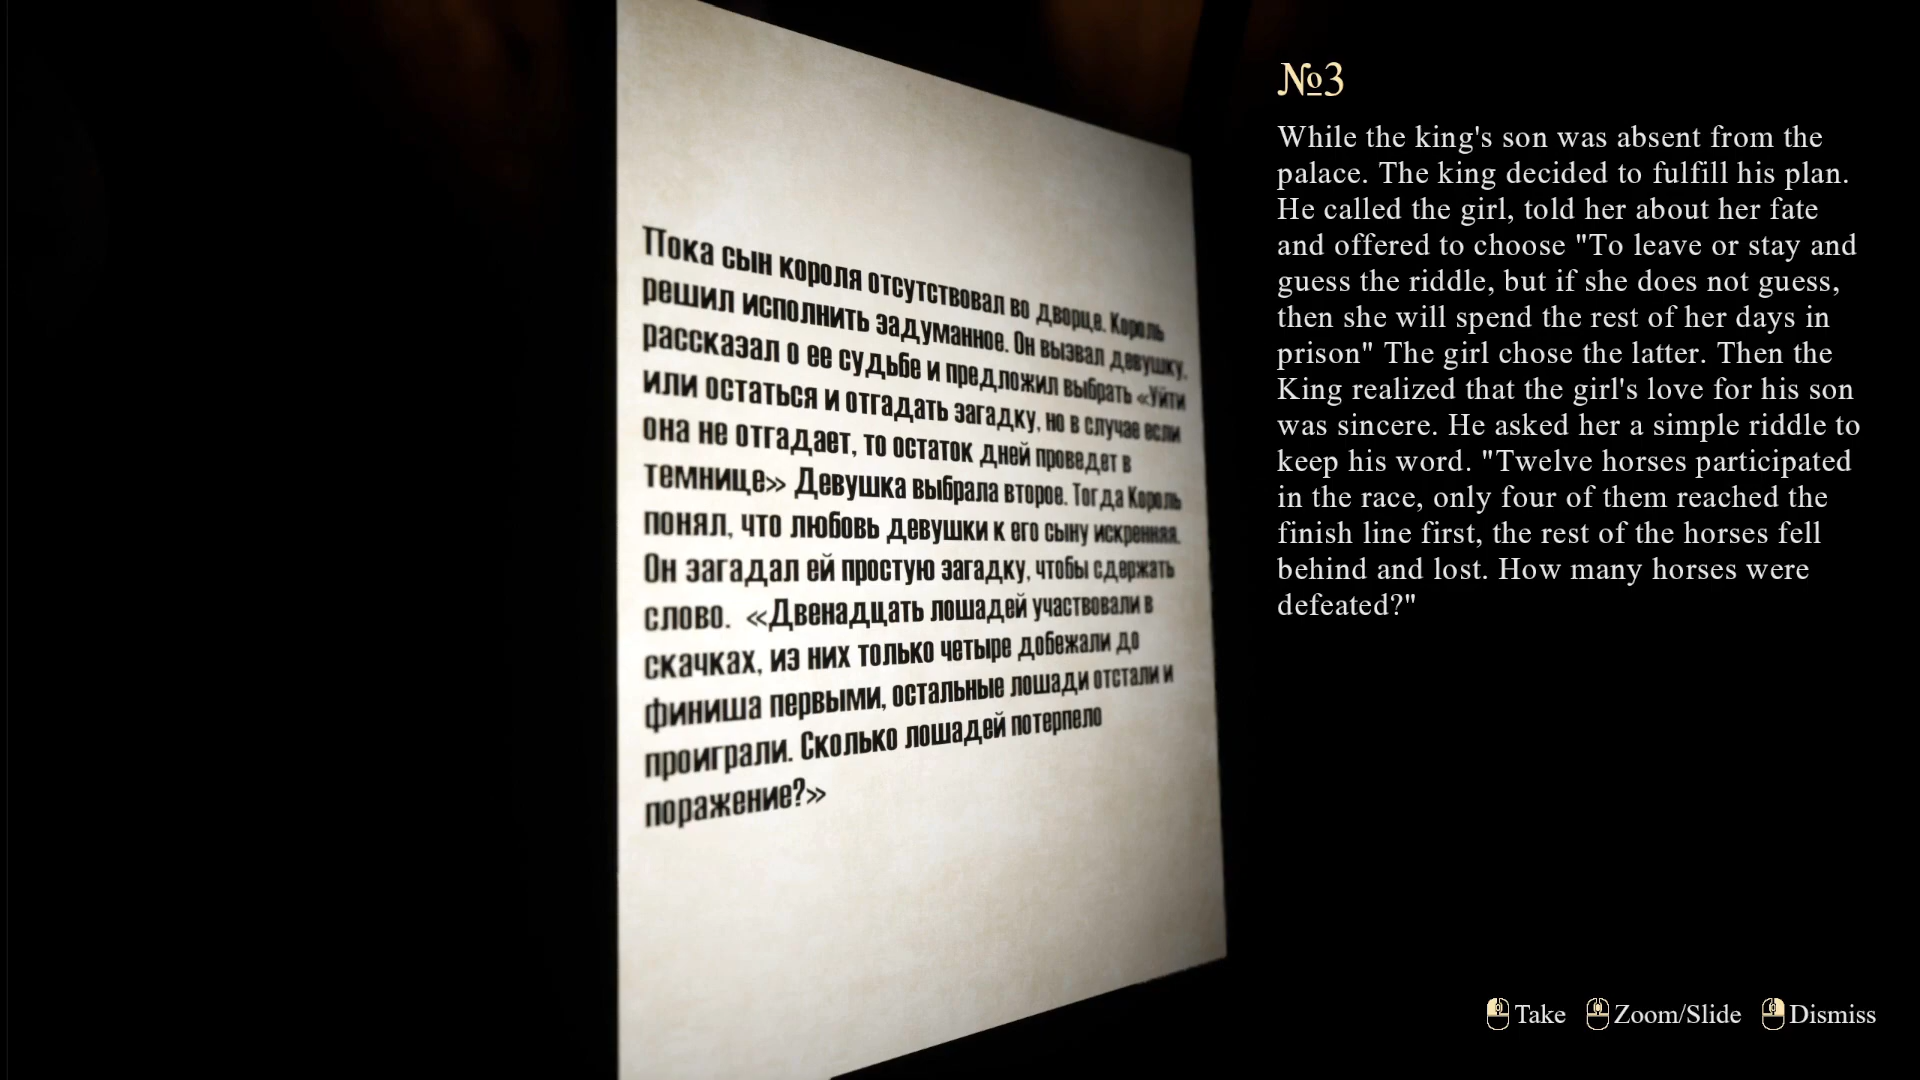 Пока сын короля отсутствовал во дворце. Король
решил исполнить задуманное. Он вызвал девушку,
рассказал о ее судьбе и предложил выбрать «Уйти
или остаться и отгадать загадку, но в случае если
она не отгадает, то остаток дней проведет в
темнице» Девушка выбрала второе. Тогда Король
понял, что любовь девушки к его сыну искренняя.
Он загадал ей простую загадку, чтобы сдержать
слово. «Двенадцать лошадей участвовали в
скачках, из них только четыре добежали до
финиша первыми, остальные лошади отстали и
проиграли. Сколько лошадей потерпело
поражение?»
№3
While the king's son was absent from the
palace. The king decided to fulfill his plan.
He called the girl, told her about her fate
and offered to choose "To leave or stay and
guess the riddle, but if she does not guess,
then she will spend the rest of her days in
prison" The girl chose the latter. Then the
King realized that the girl's love for his son
was sincere. He asked her a simple riddle to
keep his word. "Twelve horses participated
in the race, only four of them reached the
finish line first, the rest of the horses fell
behind and lost. How many horses were
defeated?"
Take Zoom/Slide Dismiss